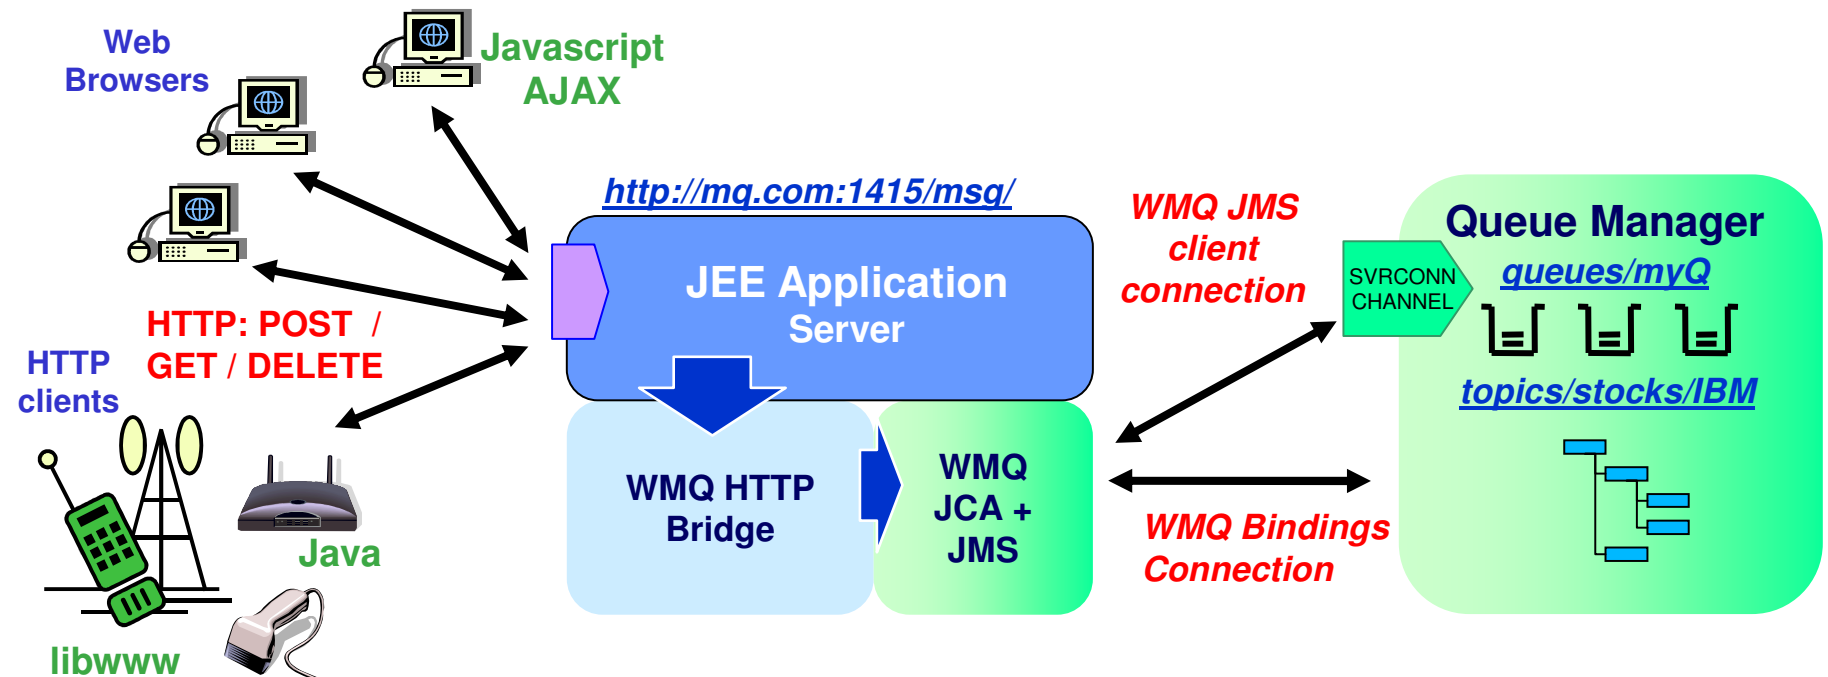 Web
Browsers
Javascript
AJAX
http://mq.com:1415/msg/
JEE Application
Server
HTTP: POST /
GET / DELETE
HTTP
clients
Java
libwww
WMQ HTTP
Bridge
WMQ
JCA +
JMS
WMQ JMS
client
connection
WMQ Bindings
Connection
Queue Manager
SVRCONN
CHANNEL
queues/myQ
topics/stocks/IBM